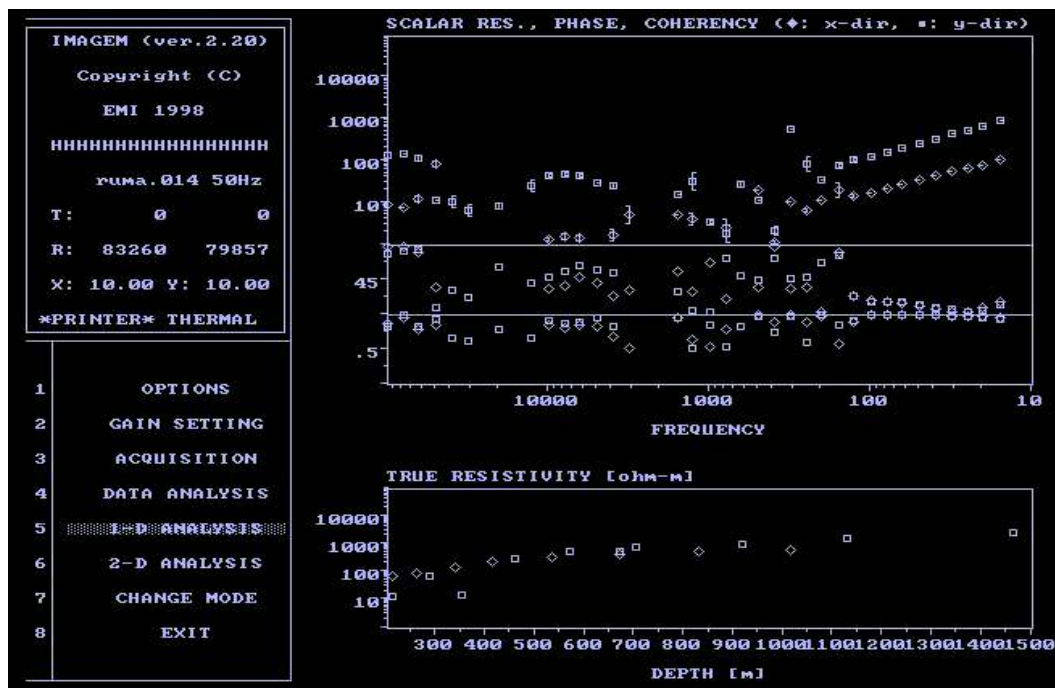 IMAGEM (ver.2.20)
Copyright (C)
EMI 1998
HHHHHHHHHHHHHHHHHH
ruma.014 50Hz
T: 0 0
R: 83260 79857
X: 10.00 Y: 10.00
*PRINTER* THERMAL
1 OPTIONS
2 GAIN SETTING
3 ACQUISITION
4 DATA ANALYSIS
5 1-D ANALYSIS
6 2-D ANALYSIS
7 CHANGE MODE
8 EXIT
SCALAR RES., PHASE, COHERENCY (♦: x-dir, ▪: y-dir)
10000
1000
100
10
45
.5
10000 1000 100 10
FREQUENCY
TRUE RESISTIVITY [ohm-m]
10000
1000
100
10
300 400 500 600 700 800 900 1000 1100 1200 1300 1400 1500
DEPTH [m]